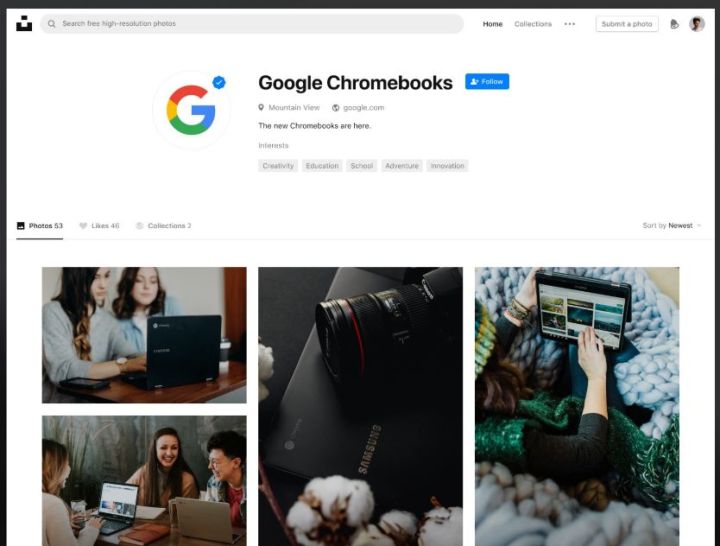 Search free high-resolution photos
Home
Collections
Submit a photo
Google Chromebooks
Follow
Mountain View
google.com
The new Chromebooks are here.
Interests
Creativity
Education
School
Adventure
Innovation
Photos 53
Likes 46
Collections 2
Sort by Newest
SAMSUNG
Canon